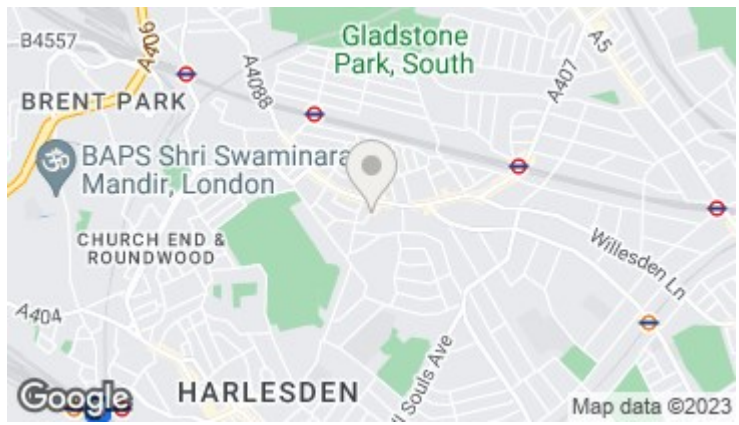 B4557
A406
A4088
Gladstone
Park, South
A5
A407
BRENT PARK
BAPS Shri Swaminara
Mandir, London
CHURCH END &
ROUNDWOOD
Willesden Ln
A404
Souls Ave
HARLESDEN
Google
Map data ©2023